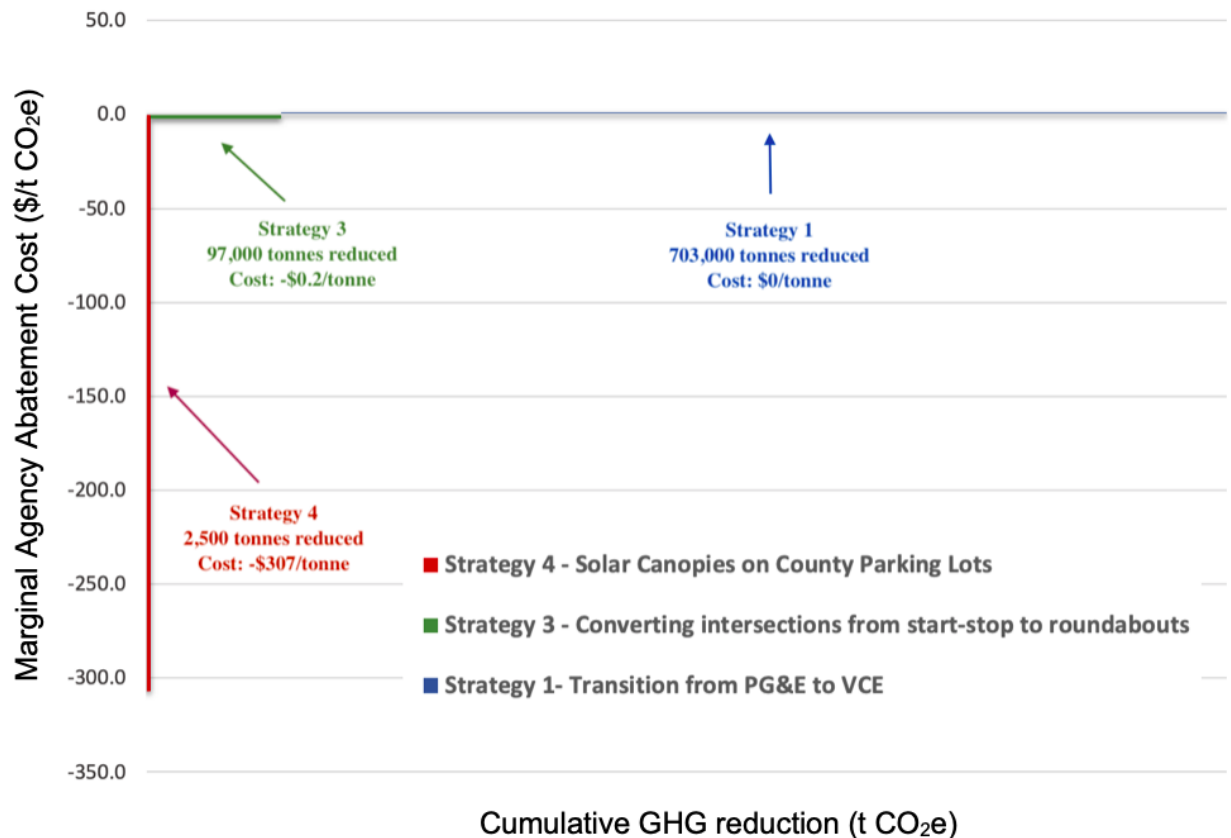 50.0
0.0
-50.0
-100.0
-150.0
-200.0
-250.0
-300.0
-350.0
Marginal Agency Abatement Cost ($/t CO₂e)
Strategy 3
97,000 tonnes reduced
Cost: -$0.2/tonne
Strategy 1
703,000 tonnes reduced
Cost: $0/tonne
Strategy 4
2,500 tonnes reduced
Cost: -$307/tonne
Strategy 4 - Solar Canopies on County Parking Lots
Strategy 3 - Converting intersections from start-stop to roundabouts
Strategy 1- Transition from PG&E to VCE
Cumulative GHG reduction (t CO₂e)